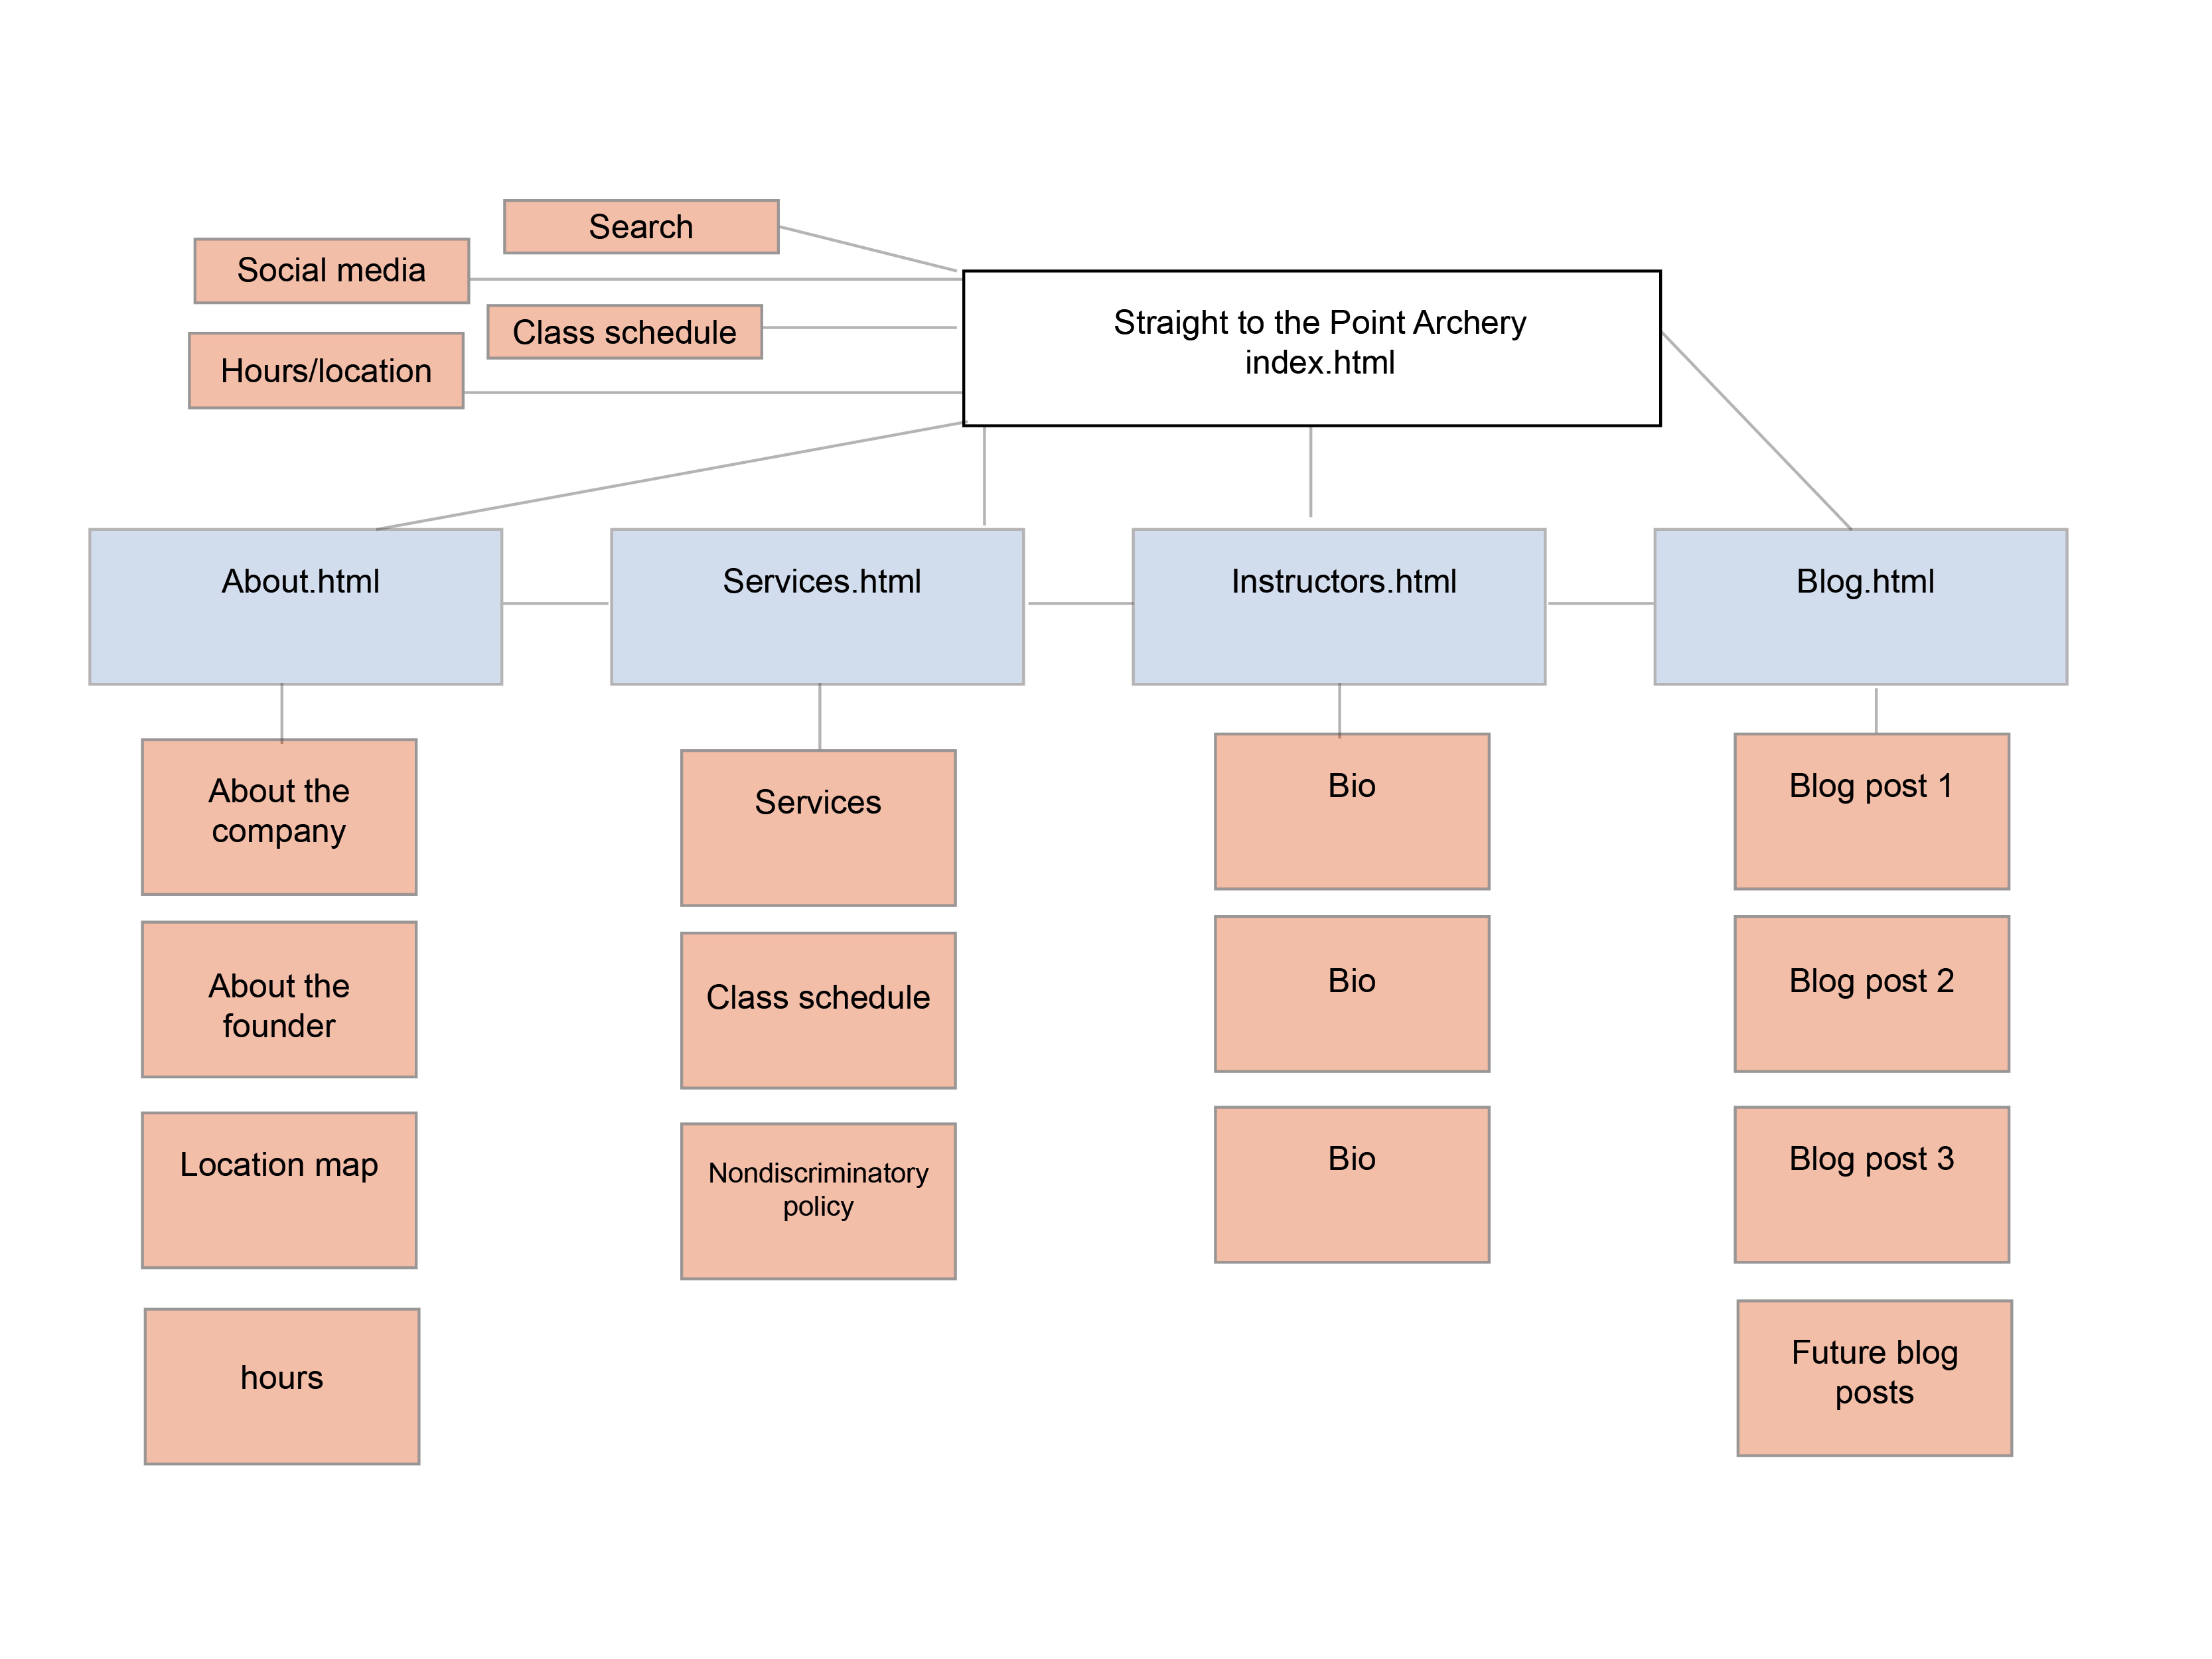 Search
Social media
Class schedule
Hours/location
Straight to the Point Archery
index.html
About.html
Services.html
Instructors.html
Blog.html
About the
company
About the
founder
Location map
hours
Services
Class schedule
Nondiscriminatory
policy
Bio
Bio
Bio
Blog post 1
Blog post 2
Blog post 3
Future blog
posts